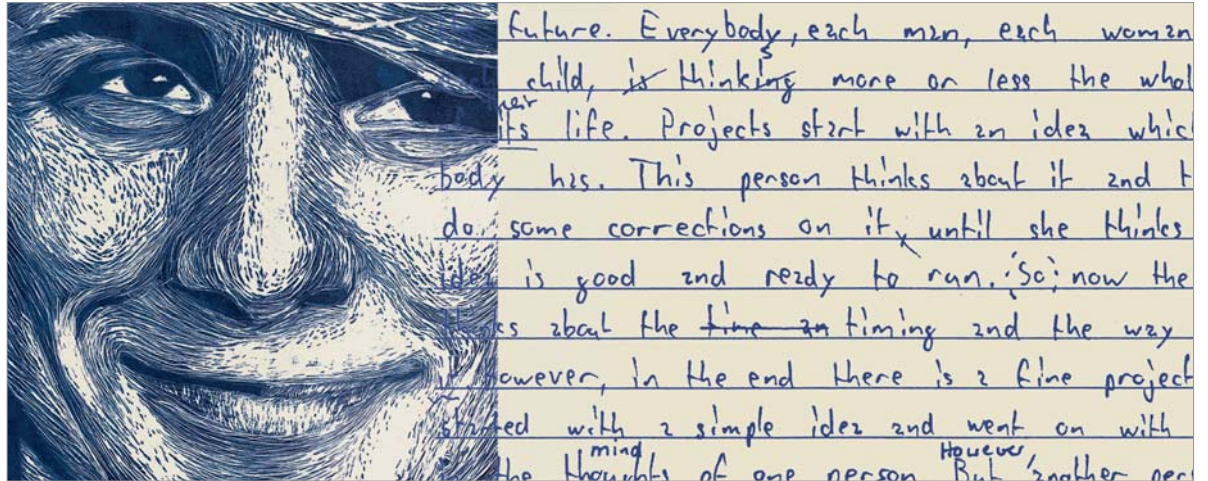 future. Everybody, each man, each woman
s
child, is thinking more or less the whol
its life. Projects start with an idea whic
body has. This person thinks about it and t
do some corrections on it, until she thinks
idea is good and ready to run. So, now the
thinks about the time an timing and the way
however, in the end there is a fine project
started with a simple idea and went on with
mind However,
the thoughts of one person. But another per